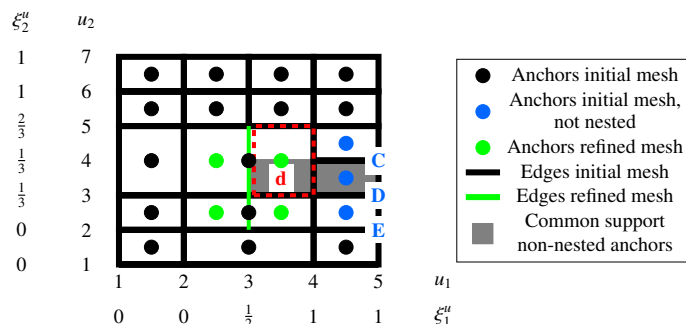 ξ₂ᵘ u₂
1 7
1 6
2/3 5
1/3 4
1/3 3
0 2
0 1
C
d
D
E
1 2 3 4 5 u₁
0 0 1/2 1 1 ξ₁ᵘ
Anchors initial mesh
Anchors initial mesh,
not nested
Anchors refined mesh
Edges initial mesh
Edges refined mesh
Common support
non-nested anchors